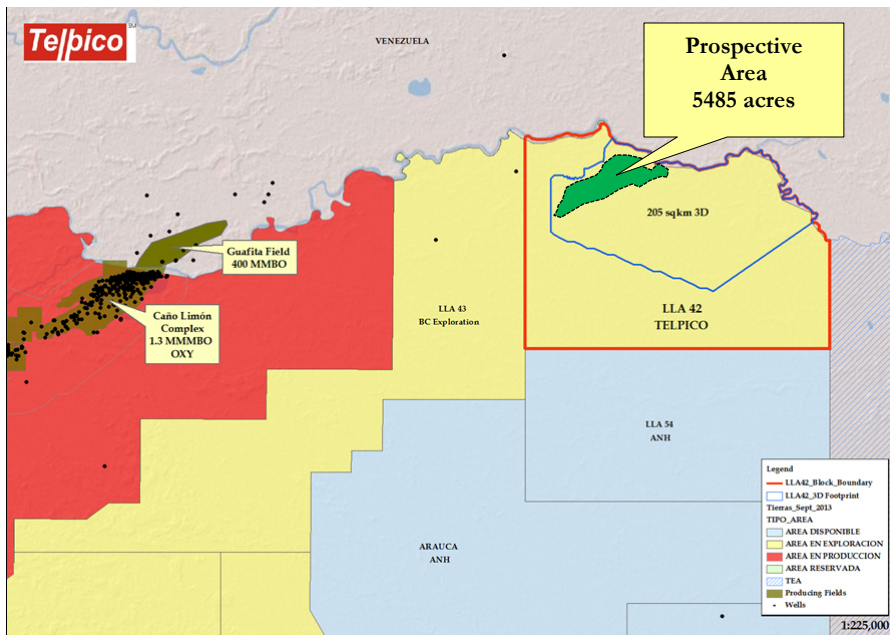 Telpico
SM
VENEZUELA
Prospective
Area
5485 acres
205 sqkm 3D
Guafita Field
400 MMBO
Caño Limón
Complex
1.3 MMMBO
OXY
LLA 43
BC Exploration
LLA 42
TELPICO
LLA 54
ANH
ARAUCA
ANH
Legend
LLA42_Block_Boundary
LLA42_3D Footprint
Tierras_Sept_2013
TIPO_AREA
AREA DISPONIBLE
AREA EN EXPLORACION
AREA EN PRODUCCION
AREA RESERVADA
TEA
Producing Fields
Wells
1:225,000